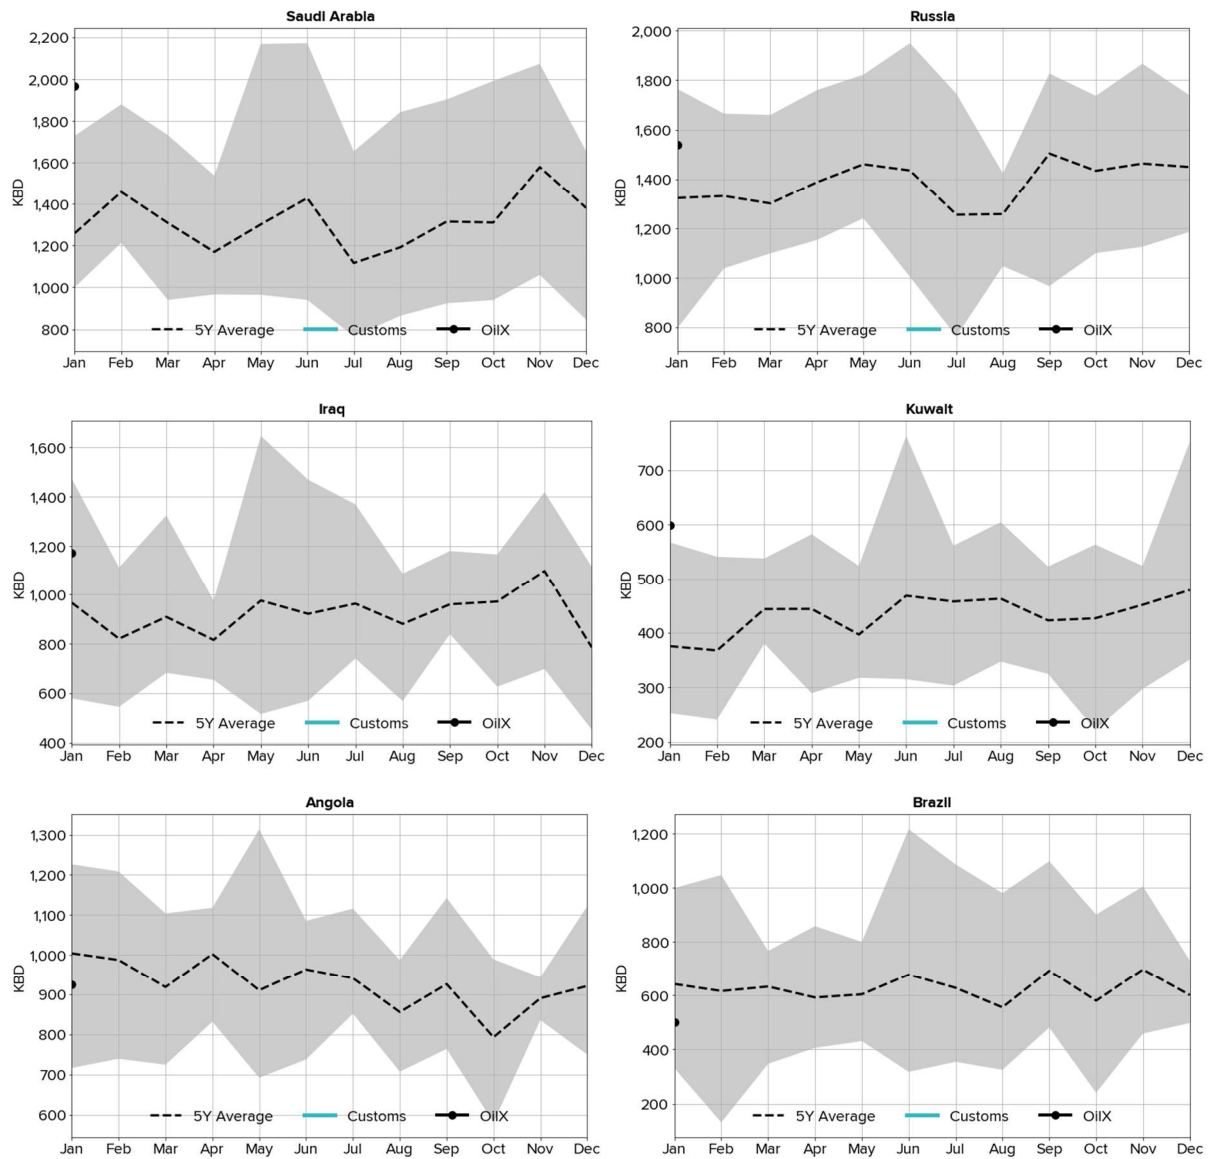 Saudi Arabia
2,200
2,000
1,800
1,600
1,400
1,200
1,000
800
KBD
5Y Average Customs OilX
Jan Feb Mar Apr May Jun Jul Aug Sep Oct Nov Dec
Russia
2,000
1,800
1,600
1,400
1,200
1,000
800
KBD
5Y Average Customs OilX
Jan Feb Mar Apr May Jun Jul Aug Sep Oct Nov Dec
Iraq
1,600
1,400
1,200
1,000
800
600
400
KBD
5Y Average Customs OilX
Jan Feb Mar Apr May Jun Jul Aug Sep Oct Nov Dec
Kuwait
700
600
500
400
300
200
KBD
5Y Average Customs OilX
Jan Feb Mar Apr May Jun Jul Aug Sep Oct Nov Dec
Angola
1,300
1,200
1,100
1,000
900
800
700
600
KBD
5Y Average Customs OilX
Jan Feb Mar Apr May Jun Jul Aug Sep Oct Nov Dec
Brazil
1,200
1,000
800
600
400
200
KBD
5Y Average Customs OilX
Jan Feb Mar Apr May Jun Jul Aug Sep Oct Nov Dec